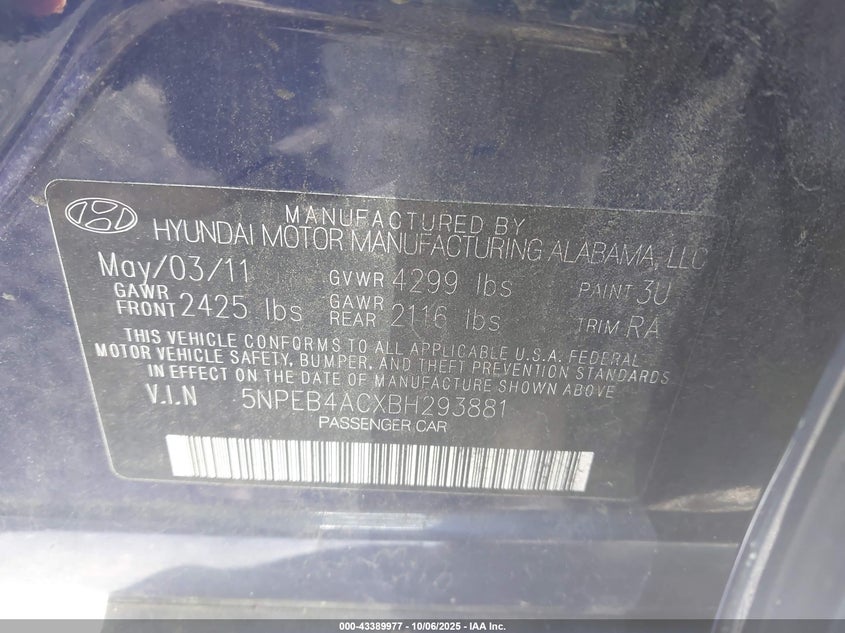 MANUFACTURED BY
HYUNDAI MOTOR MANUFACTURING ALABAMA, LLC
May/03/11 GVWR 4299 lbs PAINT 3U
GAWR FRONT 2425 lbs GAWR REAR 2116 lbs TRIM RA
THIS VEHICLE CONFORMS TO ALL APPLICABLE U.S.A. FEDERAL
MOTOR VEHICLE SAFETY, BUMPER, AND THEFT PREVENTION STANDARDS
IN EFFECT ON THE DATE OF MANUFACTURE SHOWN ABOVE
V.I.N 5NPEB4ACXBH293881
PASSENGER CAR
000-43389977 - 10/06/2025 - IAA Inc.